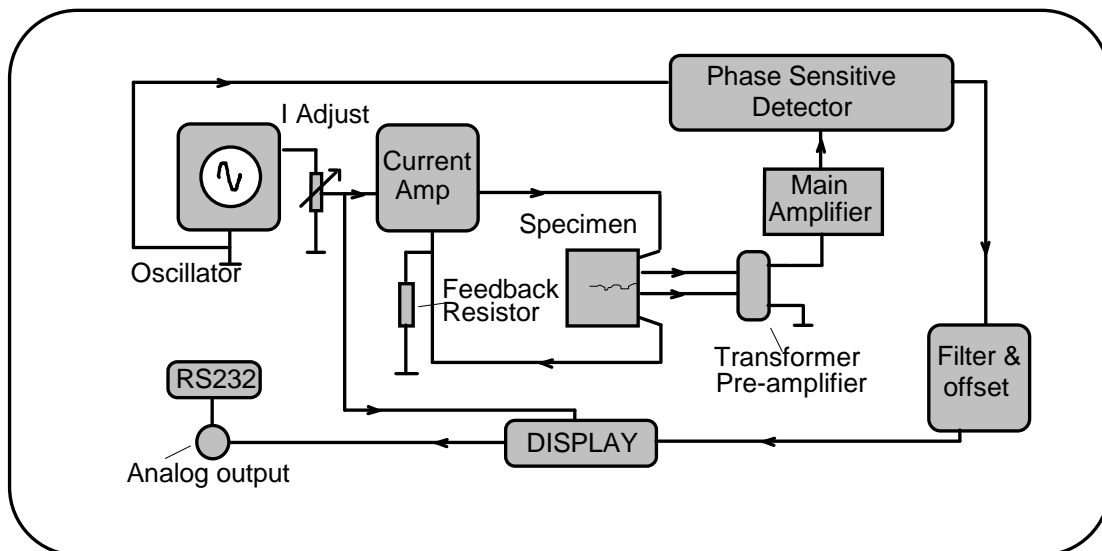 Phase Sensitive
Detector
I Adjust
Current
Amp
Main
Amplifier
Specimen
Oscillator
Feedback
Resistor
Transformer
Pre-amplifier
Filter &
offset
RS232
DISPLAY
Analog output